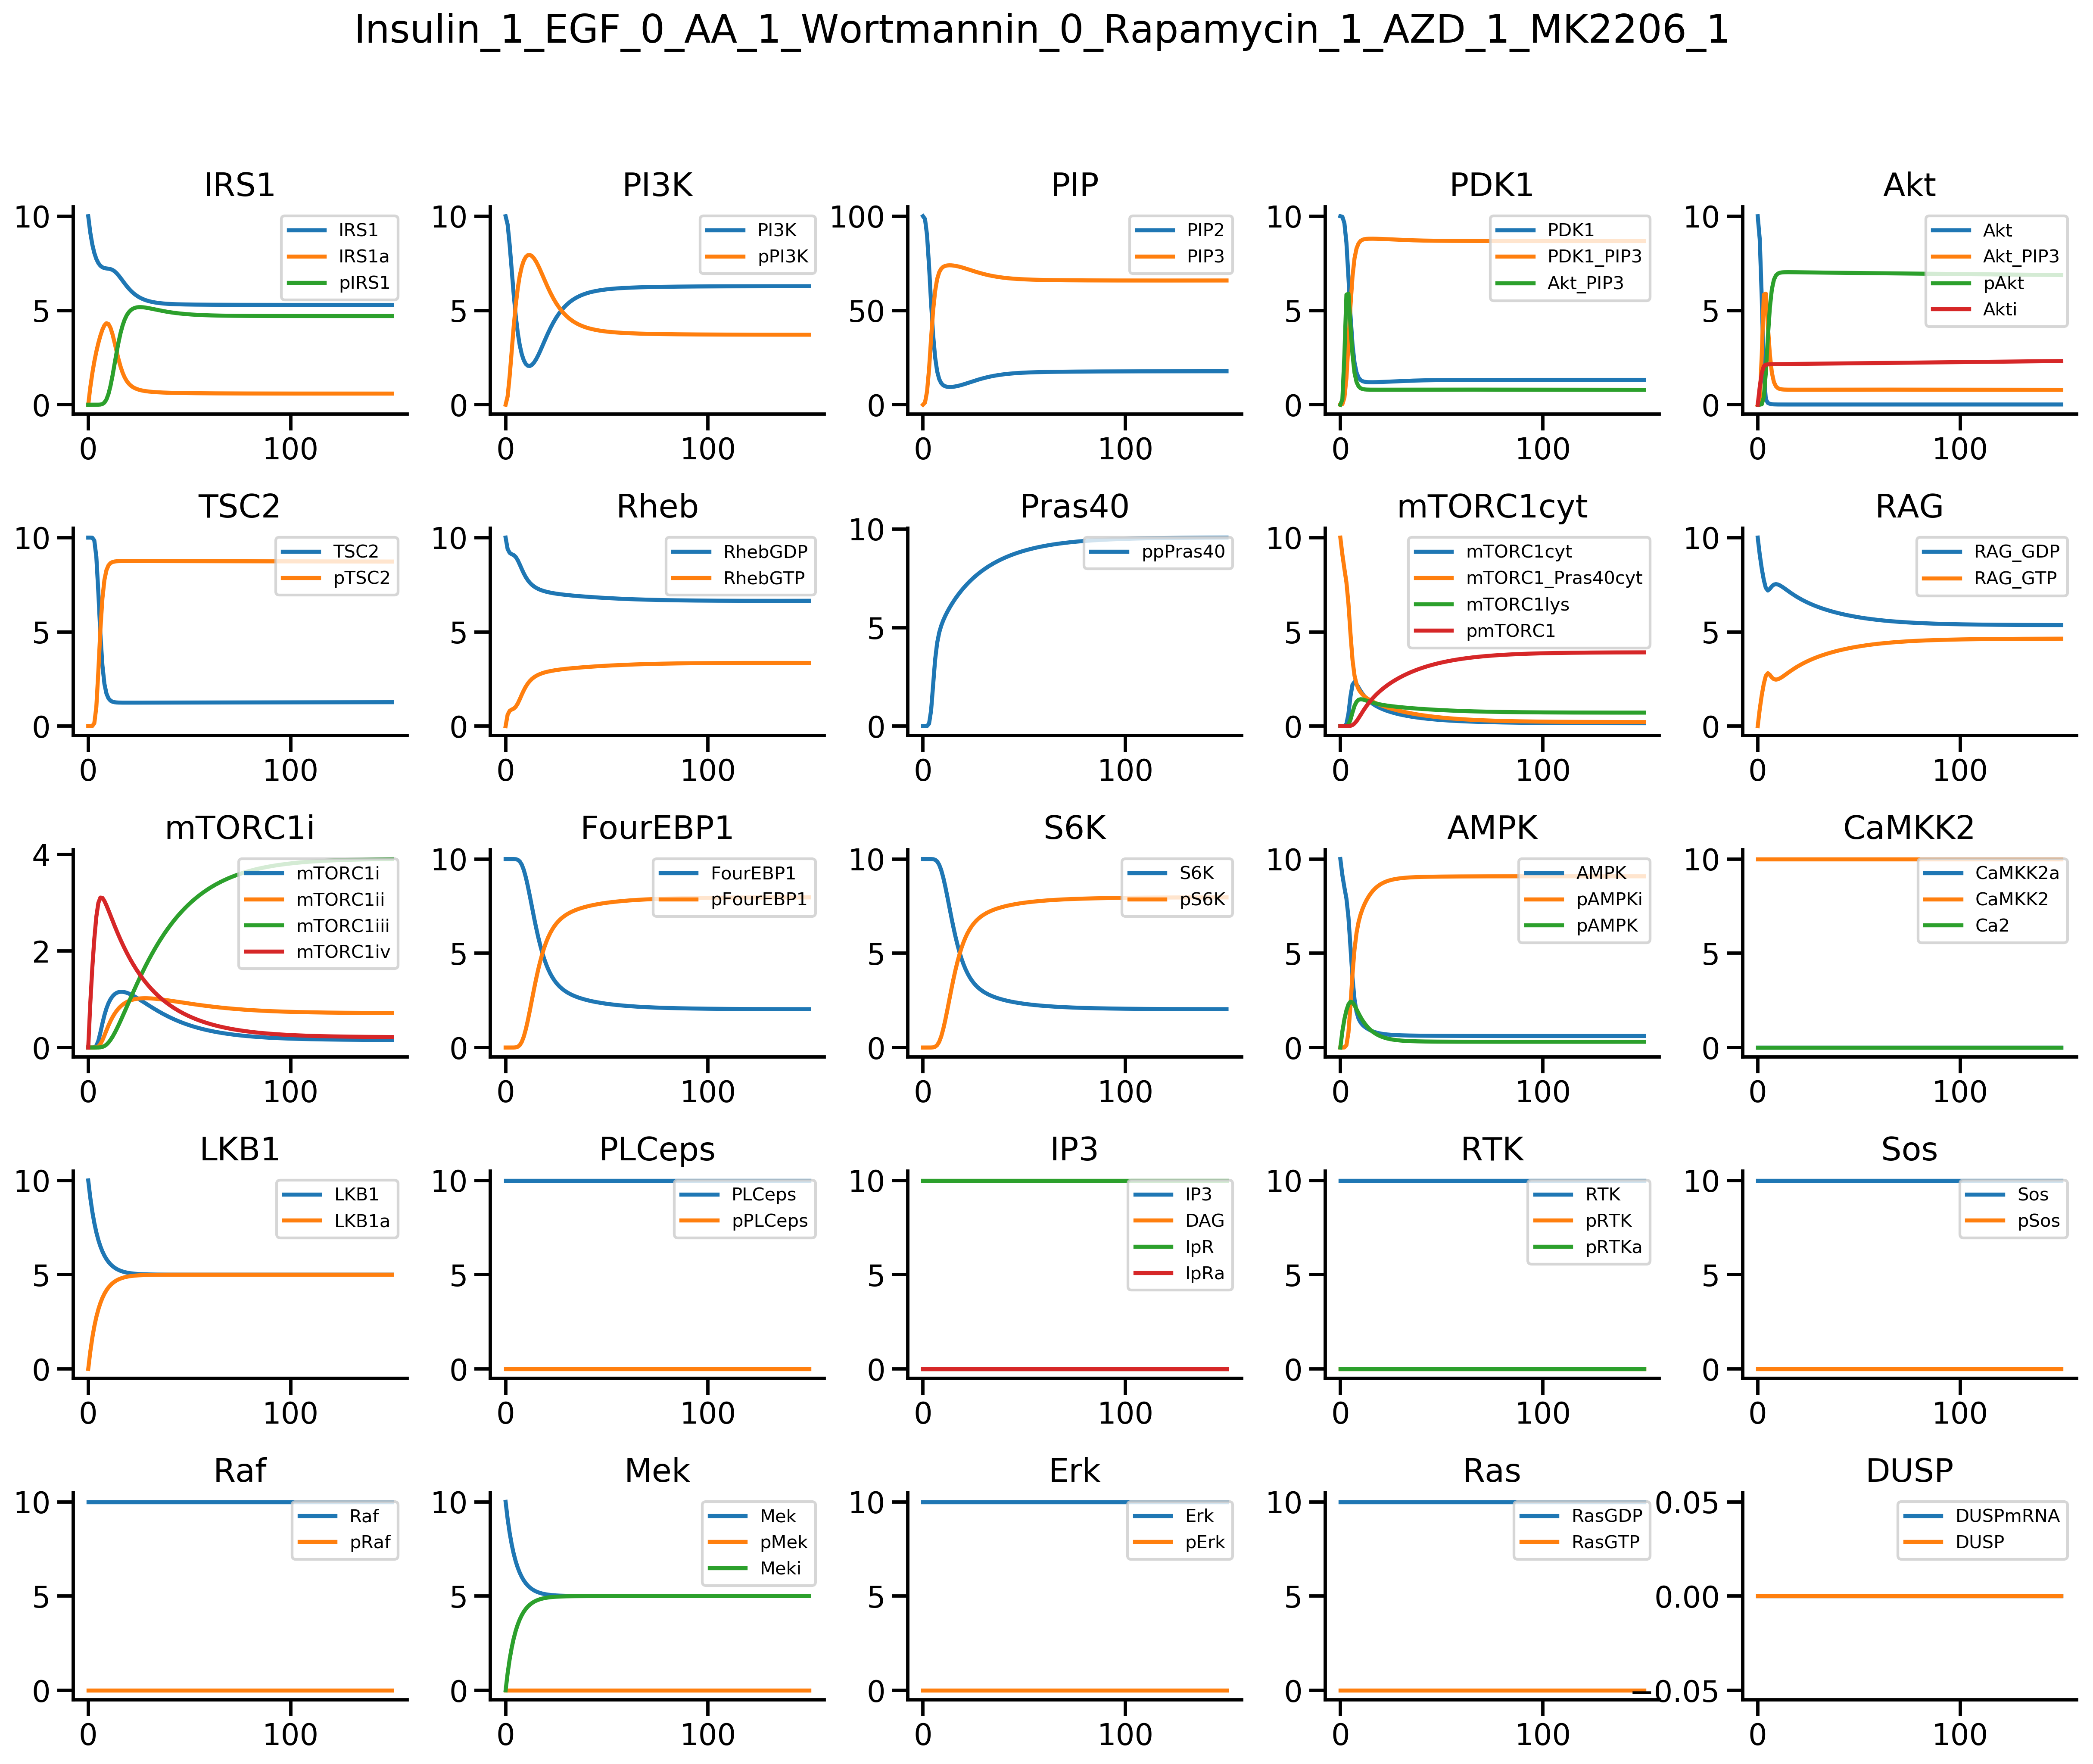 Insulin_1_EGF_0_AA_1_Wortmannin_0_Rapamycin_1_AZD_1_MK2206_1
IRS1
10
5
0
0
100
IRS1
IRS1a
pIRS1
PI3K
10
5
0
0
100
PI3K
pPI3K
PIP
100
50
0
0
100
PIP2
PIP3
PDK1
10
5
0
0
100
PDK1
PDK1_PIP3
Akt_PIP3
Akt
10
5
0
0
100
Akt
Akt_PIP3
pAkt
Akti
TSC2
10
5
0
0
100
TSC2
pTSC2
Rheb
10
5
0
0
100
RhebGDP
RhebGTP
Pras40
10
5
0
0
100
ppPras40
mTORC1cyt
10
5
0
0
100
mTORC1cyt
mTORC1_Pras40cyt
mTORC1lys
pmTORC1
RAG
10
5
0
0
100
RAG_GDP
RAG_GTP
mTORC1i
4
2
0
0
100
mTORC1i
mTORC1ii
mTORC1iii
mTORC1iv
FourEBP1
10
5
0
0
100
FourEBP1
pFourEBP1
S6K
10
5
0
0
100
S6K
pS6K
AMPK
10
5
0
0
100
AMPK
pAMPKi
pAMPK
CaMKK2
10
5
0
0
100
CaMKK2a
CaMKK2
Ca2
LKB1
10
5
0
0
100
LKB1
LKB1a
PLCeps
10
5
0
0
100
PLCeps
pPLCeps
IP3
10
5
0
0
100
IP3
DAG
IpR
IpRa
RTK
10
5
0
0
100
RTK
pRTK
pRTKa
Sos
10
5
0
0
100
Sos
pSos
Raf
10
5
0
0
100
Raf
pRaf
Mek
10
5
0
0
100
Mek
pMek
Meki
Erk
10
5
0
0
100
Erk
pErk
Ras
10
5
0
0
100
RasGDP
RasGTP
DUSP
0.05
0.00
−0.05
0
100
DUSPmRNA
DUSP